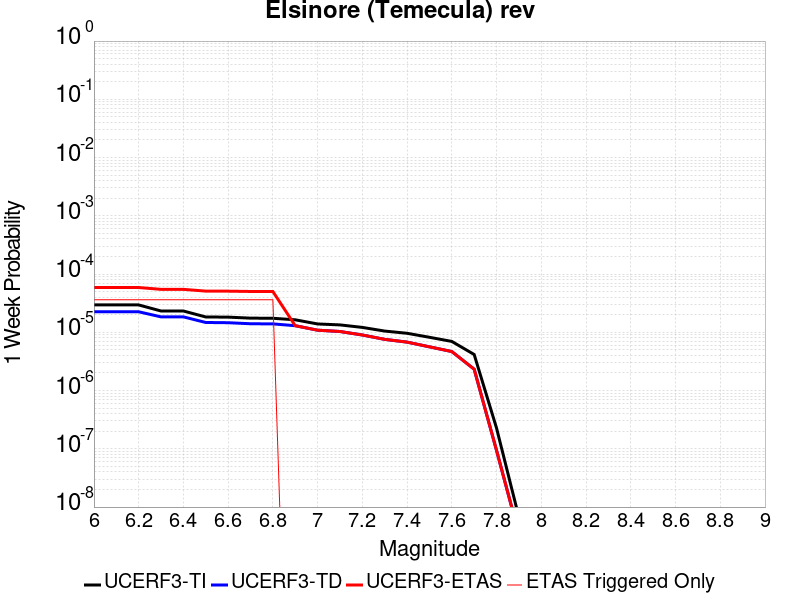 Elsinore (Temecula) rev
1 Week Probability
10^0
10^-1
10^-2
10^-3
10^-4
10^-5
10^-6
10^-7
10^-8
6 6.2 6.4 6.6 6.8 7 7.2 7.4 7.6 7.8 8 8.2 8.4 8.6 8.8 9
Magnitude
UCERF3-TI UCERF3-TD UCERF3-ETAS ETAS Triggered Only